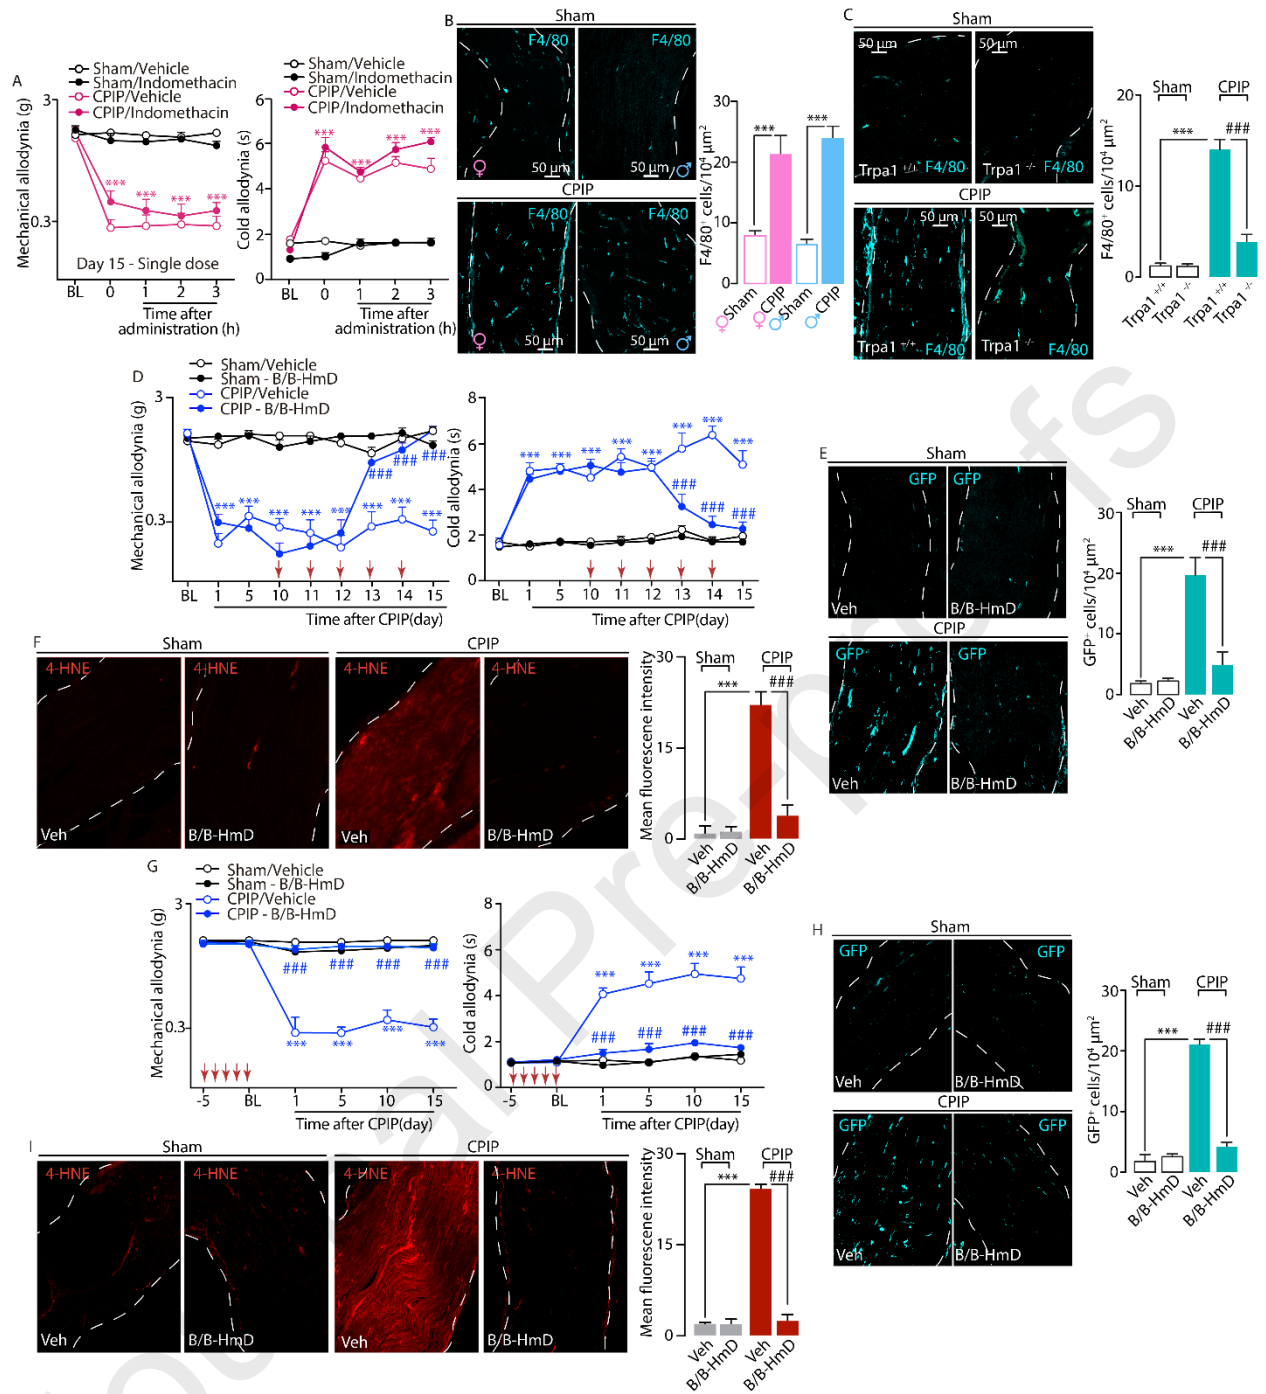 A
Sham/Vehicle
Sham/Indomethacin
CPIP/Vehicle
CPIP/Indomethacin
Mechanical allodynia (g)
3
0.3
***
***
***
***
Day 15 - Single dose
BL
0
1
2
3
Time after
administration (h)
Sham/Vehicle
Sham/Indomethacin
CPIP/Vehicle
CPIP/Indomethacin
Cold allodynia (s)
6
4
2
0
***
***
***
***
BL
0
1
2
3
Time after
administration (h)
B
Sham
F4/80
F4/80
50 µm
50 µm
♀
♂
CPIP
F4/80
F4/80
50 µm
50 µm
♀
♂
F4/80⁺ cells/10⁴ µm²
30
20
10
0
***
***
♀Sham
♀CPIP
♂Sham
♂CPIP
C
Sham
50 µm
50 µm
Trpa1 +/+
F4/80
Trpa1 -/-
F4/80
CPIP
50 µm
50 µm
Trpa1 +/+
F4/80
Trpa1 -/-
F4/80
F4/80⁺ cells/10⁴ µm²
20
10
0
Sham
CPIP
***
###
Trpa1 +/+
Trpa1 -/-
Trpa1 +/+
Trpa1 -/-
D
Sham/Vehicle
Sham - B/B-HmD
CPIP/Vehicle
CPIP - B/B-HmD
Mechanical allodynia (g)
3
0.3
***
***
***
***
***
***
***
***
###
###
###
BL
1
5
10
11
12
13
14
15
Time after CPIP(day)
Cold allodynia (s)
8
6
4
2
0
***
***
***
***
***
***
***
***
###
###
###
BL
1
5
10
11
12
13
14
15
Time after CPIP(day)
E
Sham
GFP
GFP
Veh
B/B-HmD
CPIP
GFP
GFP
Veh
B/B-HmD
GFP⁺ cells/10⁴ µm²
30
20
10
0
Sham
CPIP
***
###
Veh
B/B-HmD
Veh
B/B-HmD
F
Sham
CPIP
4-HNE
4-HNE
4-HNE
4-HNE
Veh
B/B-HmD
Veh
B/B-HmD
Mean fluorescene intensity
30
15
0
Sham
CPIP
***
###
Veh
B/B-HmD
Veh
B/B-HmD
G
Sham/Vehicle
Sham - B/B-HmD
CPIP/Vehicle
CPIP - B/B-HmD
Mechanical allodynia (g)
3
0.3
###
###
###
###
***
***
***
***
-5
BL
1
5
10
15
Time after CPIP(day)
Cold allodynia (s)
8
6
4
2
0
***
***
***
***
###
###
###
###
-5
BL
1
5
10
15
Time after CPIP(day)
H
Sham
GFP
GFP
Veh
B/B-HmD
CPIP
GFP
GFP
Veh
B/B-HmD
GFP⁺ cells/10⁴ µm²
30
20
10
0
Sham
CPIP
***
###
Veh
B/B-HmD
Veh
B/B-HmD
I
Sham
CPIP
4-HNE
4-HNE
4-HNE
4-HNE
Veh
B/B-HmD
Veh
B/B-HmD
Mean fluorescene intensity
30
15
0
Sham
CPIP
***
###
Veh
B/B-HmD
Veh
B/B-HmD
Journal Pre-proofs